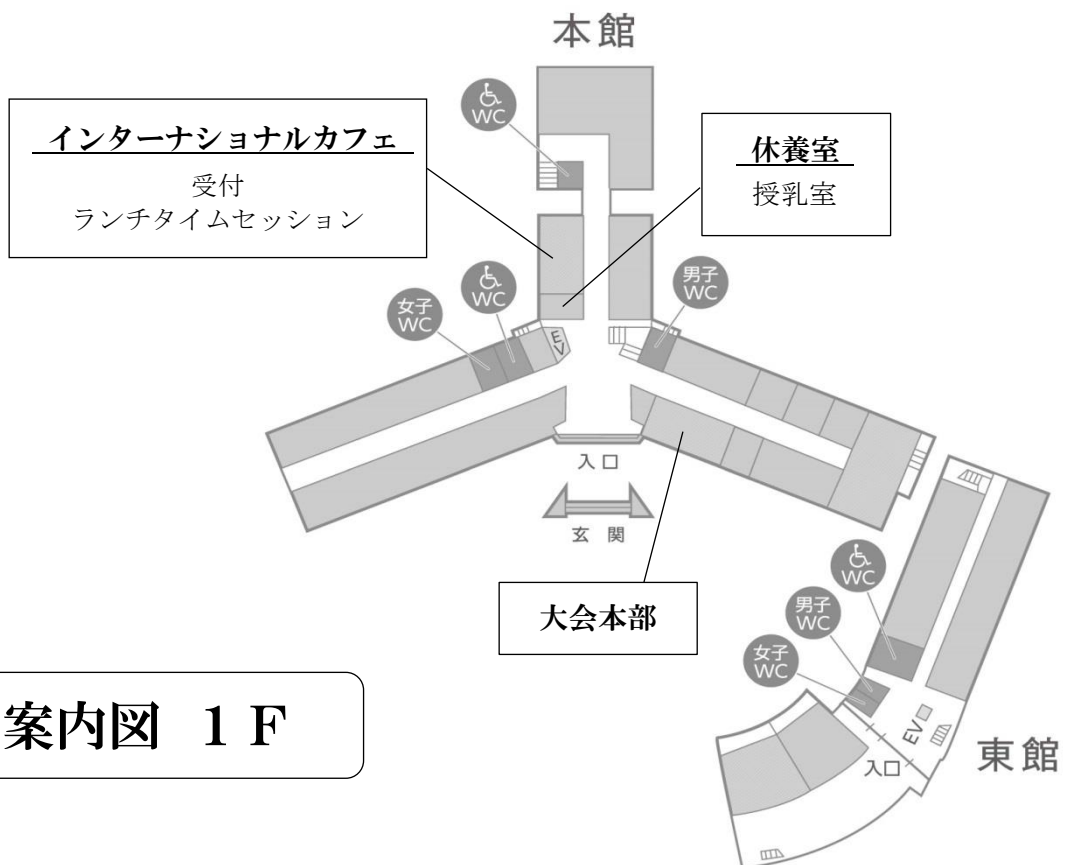 本館
WC
インターナショナルカフェ
受付
ランチタイムセッション
休養室
授乳室
WC
女子
WC
男子
WC
EV
入口
玄関
大会本部
WC
男子
WC
女子
WC
EV
入口
東館
案内図 １Ｆ